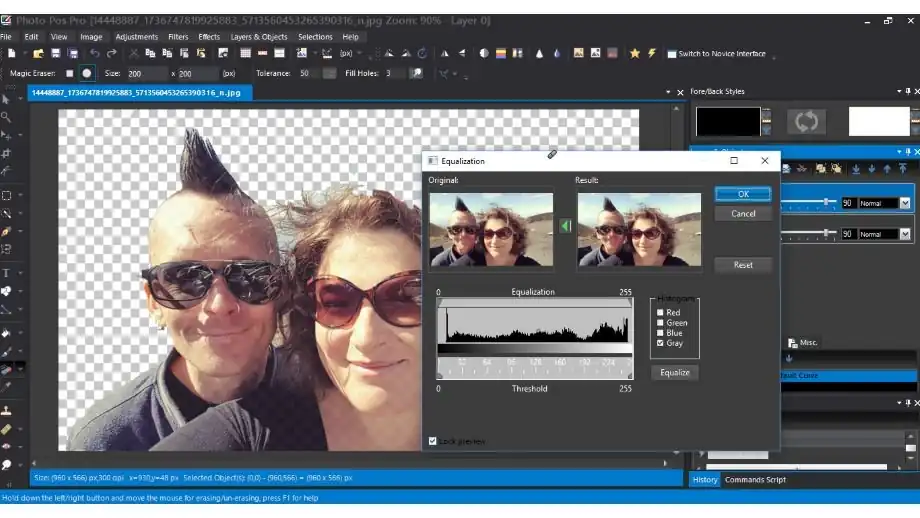 Photo Pos Pro [14448887_1736747819925883_5713560453265390316_n.jpg Zoom: 90% - Layer 0]
File Edit View Image Adjustments Filters Effects Layers & Objects Selections Help
(px)
Switch to Novice Interface
Magic Eraser: Size: 200 x 200 (px) Tolerance: 50 Fill Holes: 3
14448887_1736747819925883_5713560453265390316_n.jpg
Fore/Back Styles
Equalization
Original: Result:
OK
Cancel
Reset
90 Normal
90 Normal
0 Equalization 255
Histogram
Red
Green
Blue
Gray
32 64 96 128 160 192 224
0 Threshold 255
Equalize
Lock preview
Misc.
Size: (960 x 566) px,300 dpi x=930,y=48 px Selected Object(s): (0,0) - (960,566) = (960 x 566) px
History Commands Script
Hold down the left/right button and move the mouse for erasing/un-erasing, press F1 for help